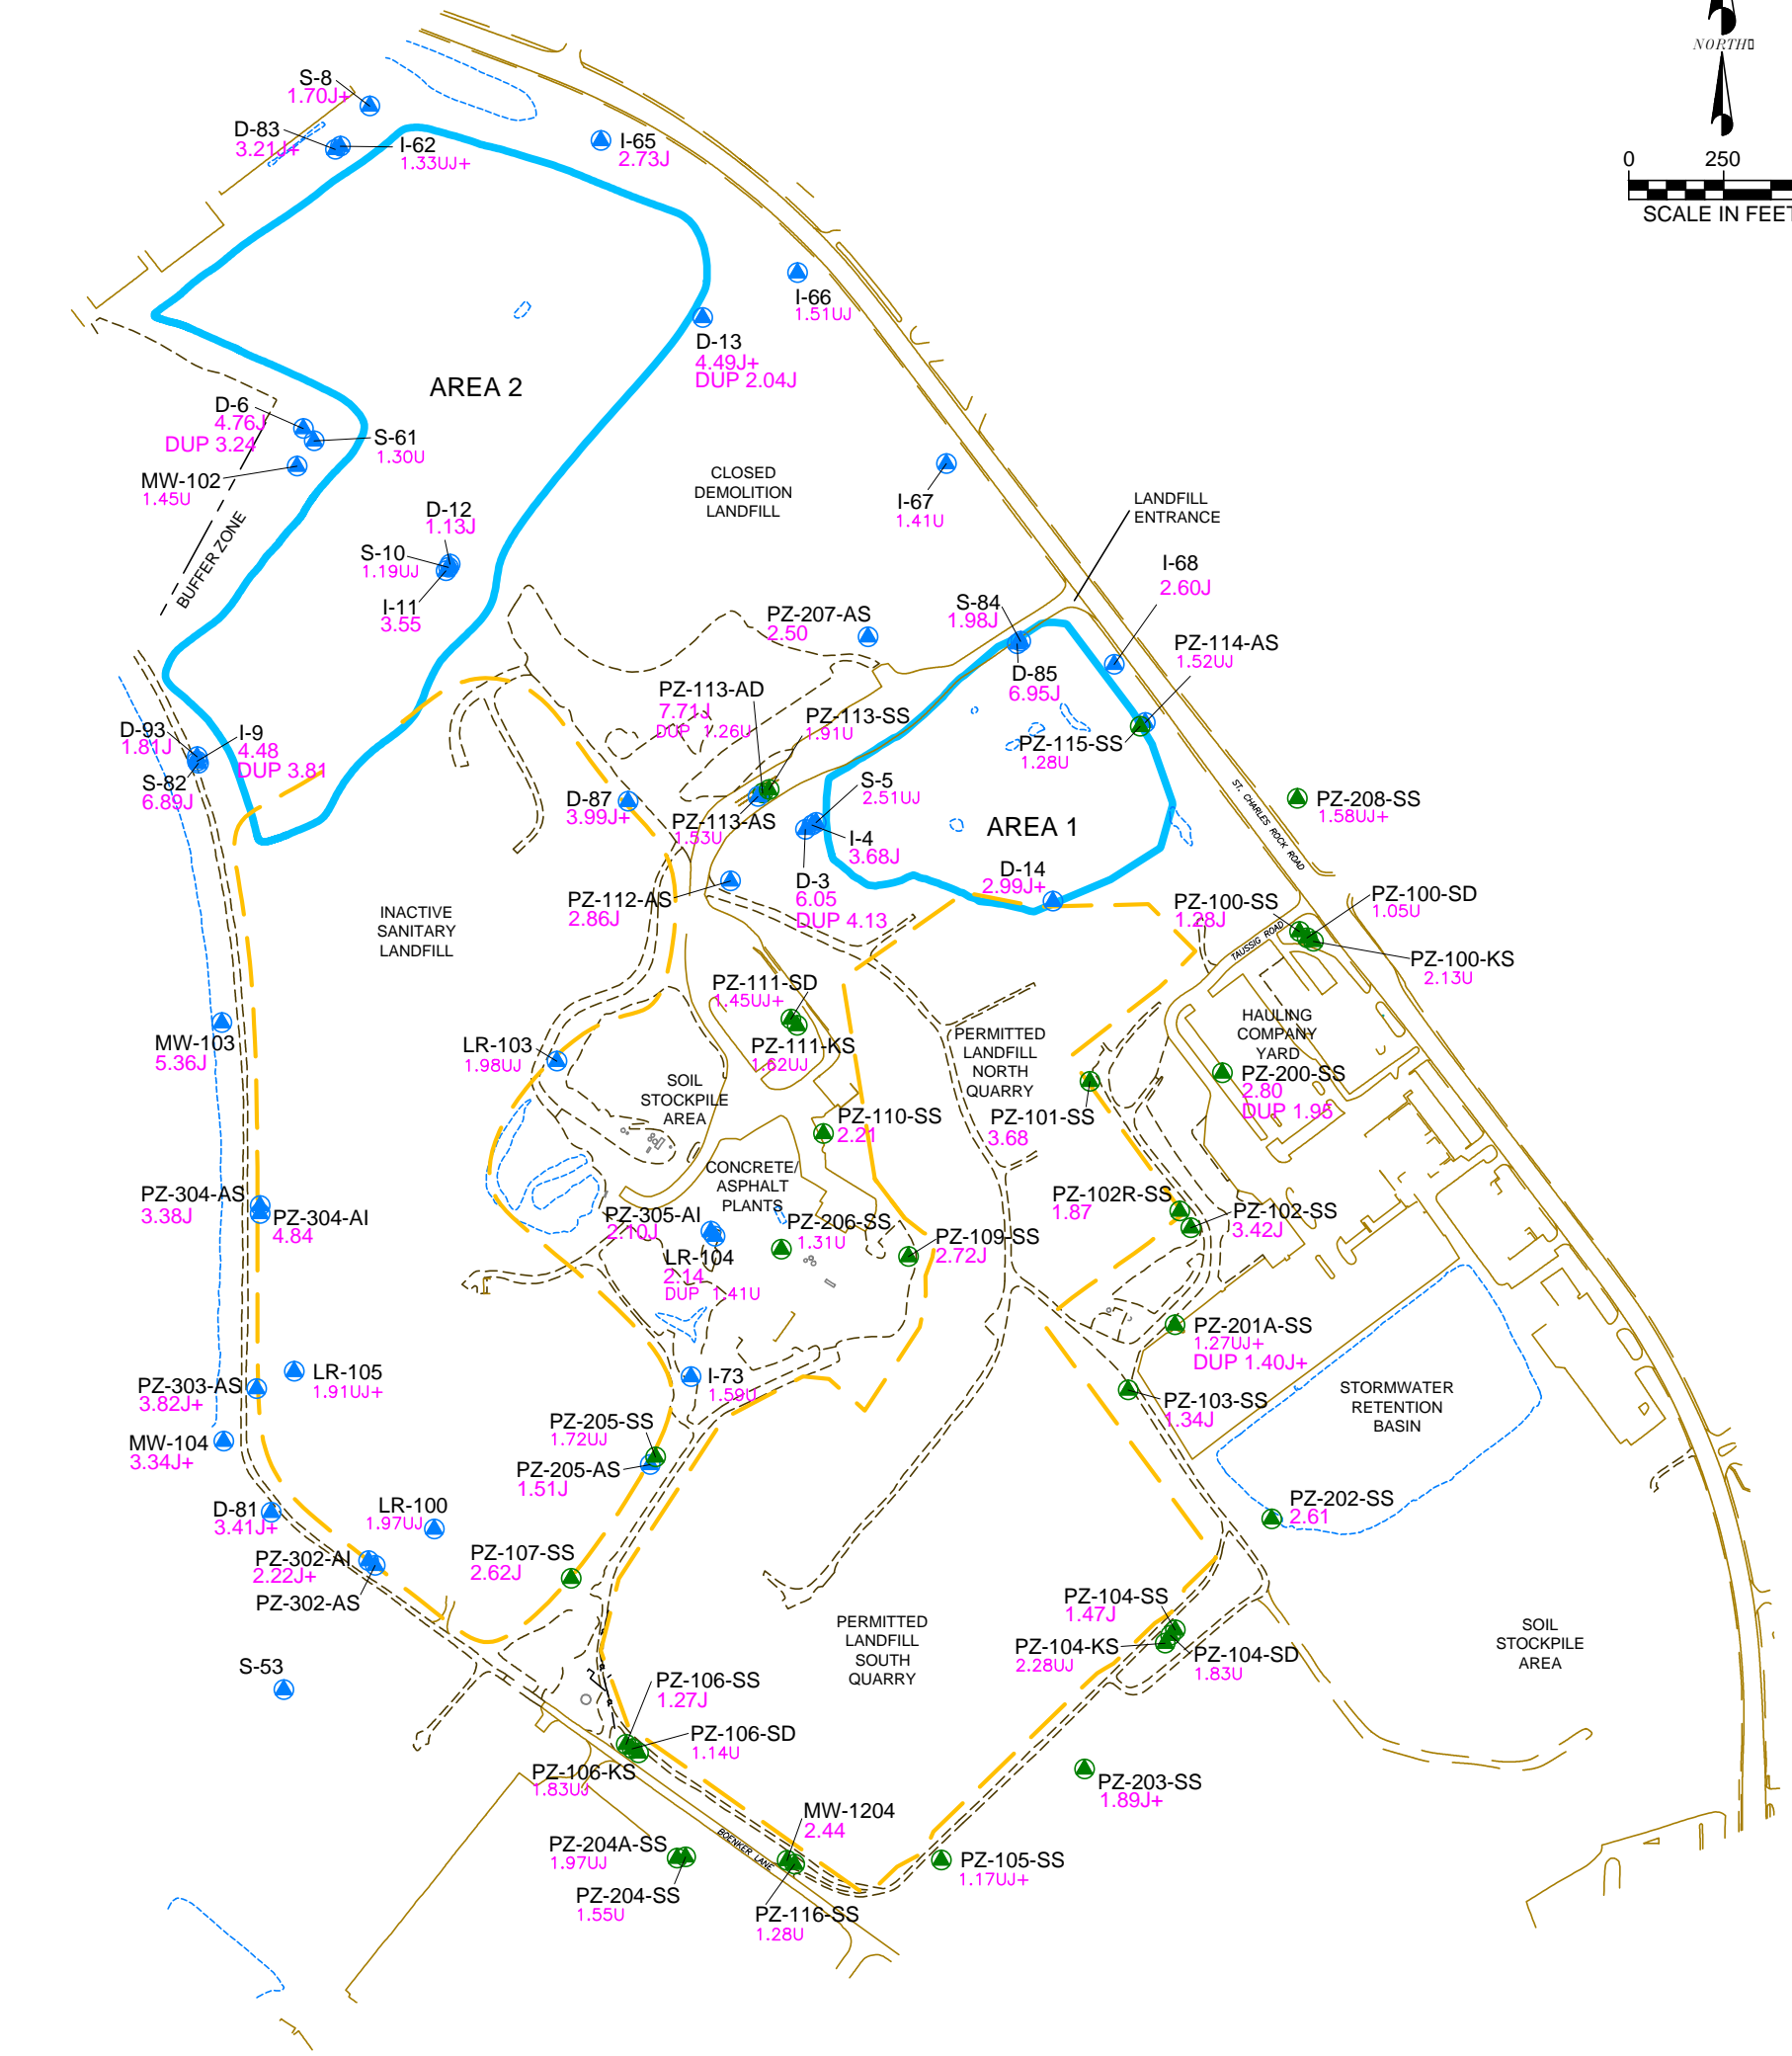 NORTH
0 250
SCALE IN FEET
S-8
1.70J+
D-83
3.21J+
I-62
1.33UJ+
I-65
2.73J
I-66
1.51UJ
D-13
4.49J+
DUP 2.04J
AREA 2
D-6
4.76J
DUP 3.24
S-61
1.30U
MW-102
1.45U
BUFFER ZONE
CLOSED
DEMOLITION
LANDFILL
I-67
1.41U
LANDFILL
ENTRANCE
D-12
1.13J
S-10
1.19UJ
I-11
3.55
I-68
2.60J
PZ-207-AS
2.50
S-84
1.98J
D-85
6.95J
PZ-114-AS
1.52UJ
PZ-115-SS
1.28U
PZ-113-AD
7.71J
DUP 1.26U
PZ-113-SS
1.91U
D-93
1.81J
I-9
4.48
DUP 3.81
S-82
6.89J
D-87
3.99J+
PZ-113-AS
1.53U
S-5
2.51UJ
I-4
3.68J
AREA 1
ST. CHARLES ROCK ROAD
PZ-208-SS
1.58UJ+
D-3
6.05
DUP 4.13
D-14
2.99J+
PZ-112-AS
2.86J
INACTIVE
SANITARY
LANDFILL
PZ-100-SS
1.28J
PZ-100-SD
1.05U
PZ-100-KS
2.13U
TAUSSIG ROAD
PZ-111-SD
1.45UJ+
PZ-111-KS
1.62UJ
MW-103
5.36J
LR-103
1.98UJ
SOIL
STOCKPILE
AREA
PERMITTED
LANDFILL
NORTH
QUARRY
HAULING
COMPANY
YARD
PZ-200-SS
2.80
DUP 1.95
PZ-101-SS
3.68
PZ-110-SS
2.21
CONCRETE/
ASPHALT
PLANTS
PZ-304-AS
3.38J
PZ-304-AI
4.84
PZ-305-AI
2.10J
LR-104
2.14
DUP 1.41U
PZ-206-SS
1.31U
PZ-109-SS
2.72J
PZ-102R-SS
1.87
PZ-102-SS
3.42J
PZ-201A-SS
1.27UJ+
DUP 1.40J+
PZ-303-AS
3.82J+
LR-105
1.91UJ+
I-73
1.59U
PZ-103-SS
1.34J
STORMWATER
RETENTION
BASIN
MW-104
3.34J+
PZ-205-SS
1.72UJ
PZ-205-AS
1.51J
D-81
3.41J+
LR-100
1.97UJ
PZ-202-SS
2.61
PZ-302-AI
2.22J+
PZ-302-AS
PZ-107-SS
2.62J
PZ-104-SS
1.47J
PZ-104-KS
2.28UJ
PZ-104-SD
1.83U
PERMITTED
LANDFILL
SOUTH
QUARRY
SOIL
STOCKPILE
AREA
S-53
PZ-106-SS
1.27J
PZ-106-SD
1.14U
PZ-106-KS
1.83UJ
PZ-203-SS
1.89J+
BOENKER LANE
MW-1204
2.44
PZ-204A-SS
1.97UJ
PZ-204-SS
1.55U
PZ-105-SS
1.17UJ+
PZ-116-SS
1.28U